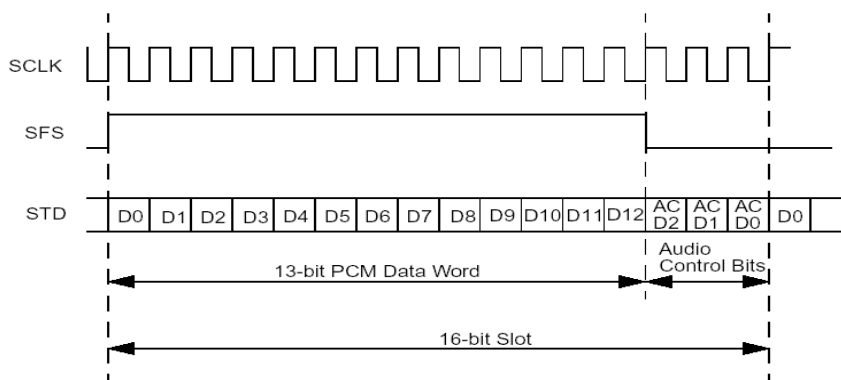 SCLK
SFS
STD
D0 D1 D2 D3 D4 D5 D6 D7 D8 D9 D10 D11 D12 AC D2 AC D1 AC D0 D0
13-bit PCM Data Word
Audio
Control Bits
16-bit Slot